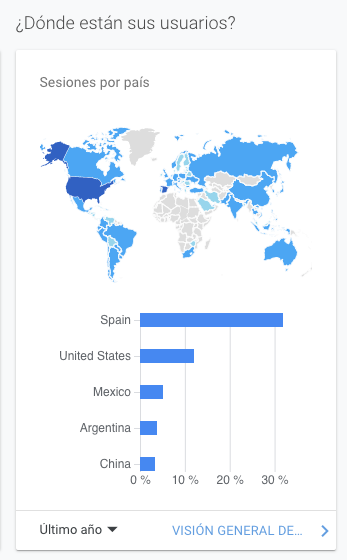 ¿Dónde están sus usuarios?
Sesiones por país
Spain
United States
Mexico
Argentina
China
0 % 10 % 20 % 30 %
Último año VISIÓN GENERAL DE...